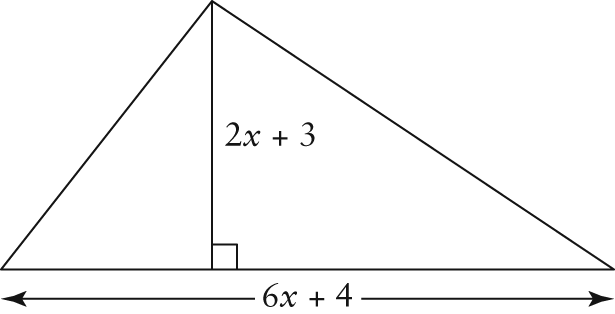 2x + 3
6x + 4